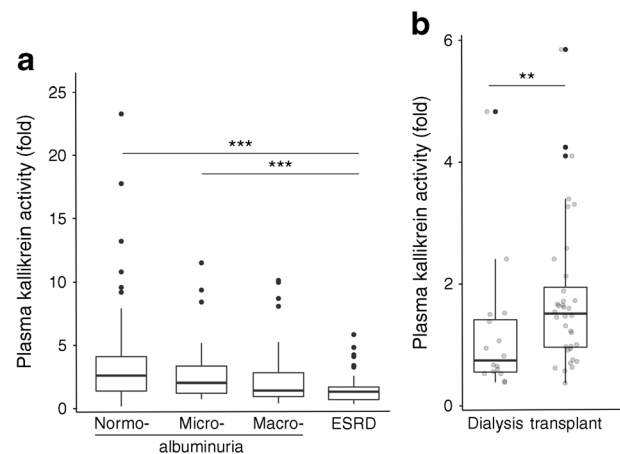 a
Plasma kallikrein activity (fold)
25
20
15
10
5
0
***
***
Normo-
Micro-
Macro-
ESRD
albuminuria
b
Plasma kallikrein activity (fold)
6
4
2
0
**
Dialysis transplant